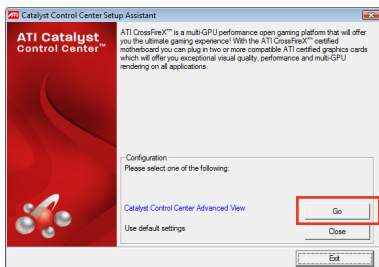 ATI Catalyst Control Center Setup Assistant
ATI Catalyst
Control Center™
ATI CrossFireX™ is a multi-GPU performance open gaming platform that will offer
you the ultimate gaming experience! With the ATI CrossFireX™ certified
motherboard you can plug in two or more compatible ATI certified graphics cards
which will offer you exceptional visual quality, performance and multi-GPU
rendering on all applications.
Configuration
Please select one of the following:
Catalyst Control Center Advanced View
Go
Use default settings
Close
Exit